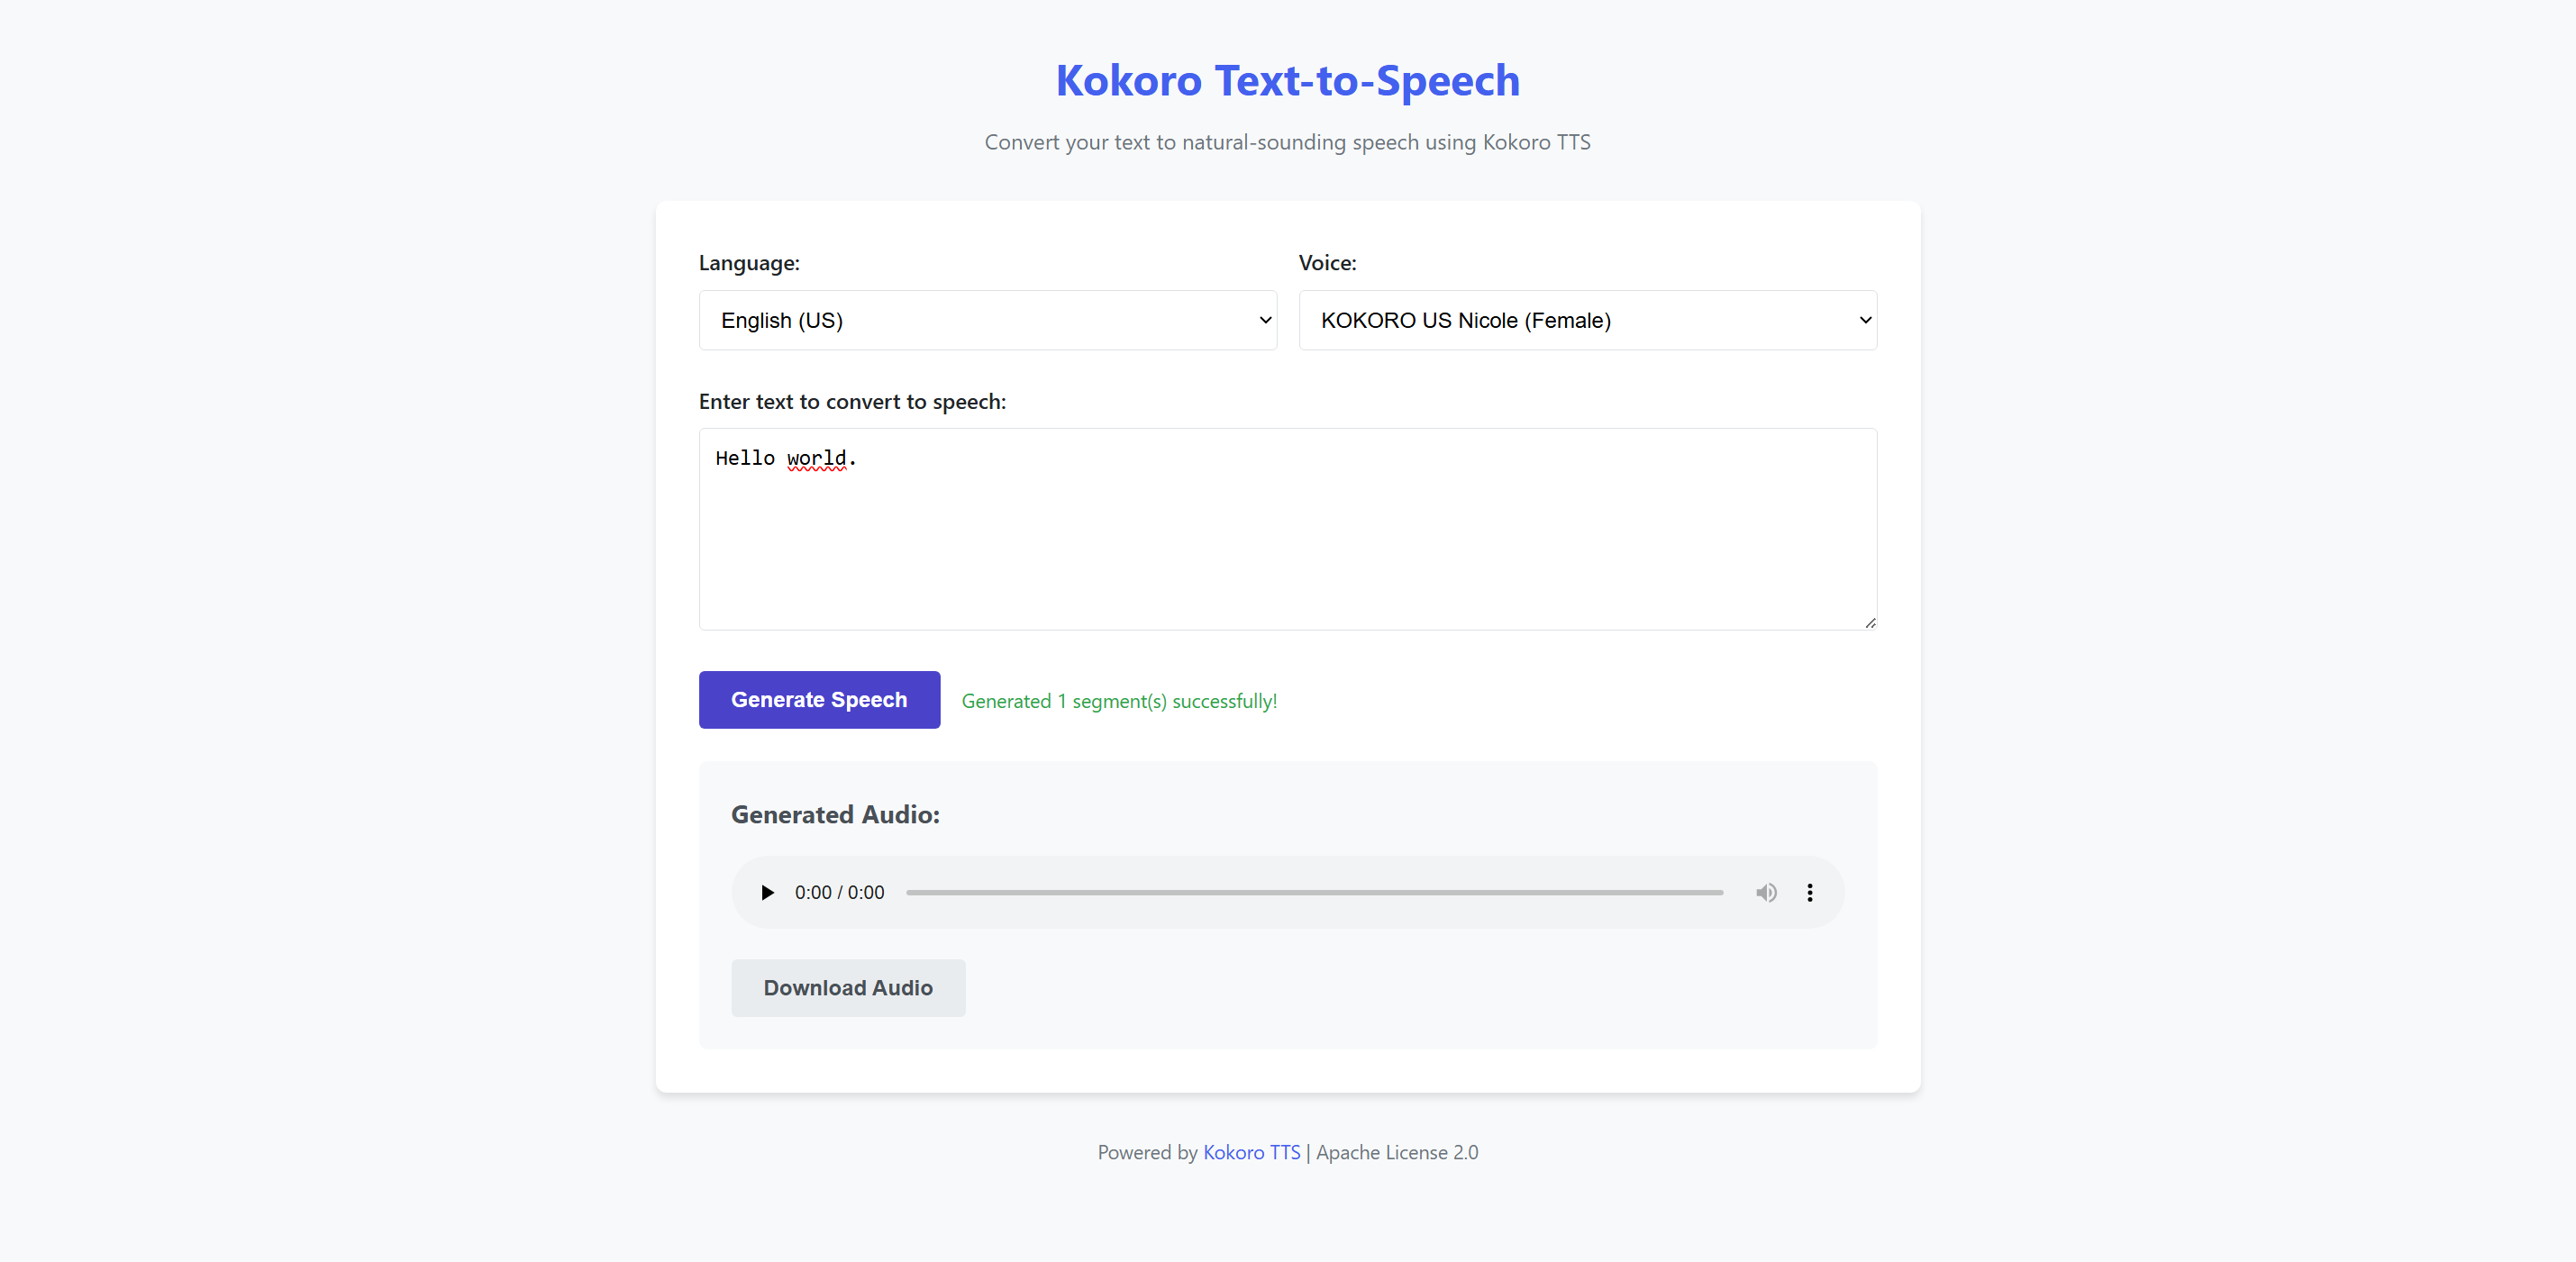 Kokoro Text-to-Speech
Convert your text to natural-sounding speech using Kokoro TTS
Language:
Voice:
English (US)
KOKORO US Nicole (Female)
Enter text to convert to speech:
Hello world.
Generate Speech
Generated 1 segment(s) successfully!
Generated Audio:
0:00 / 0:00
Download Audio
Powered by Kokoro TTS | Apache License 2.0